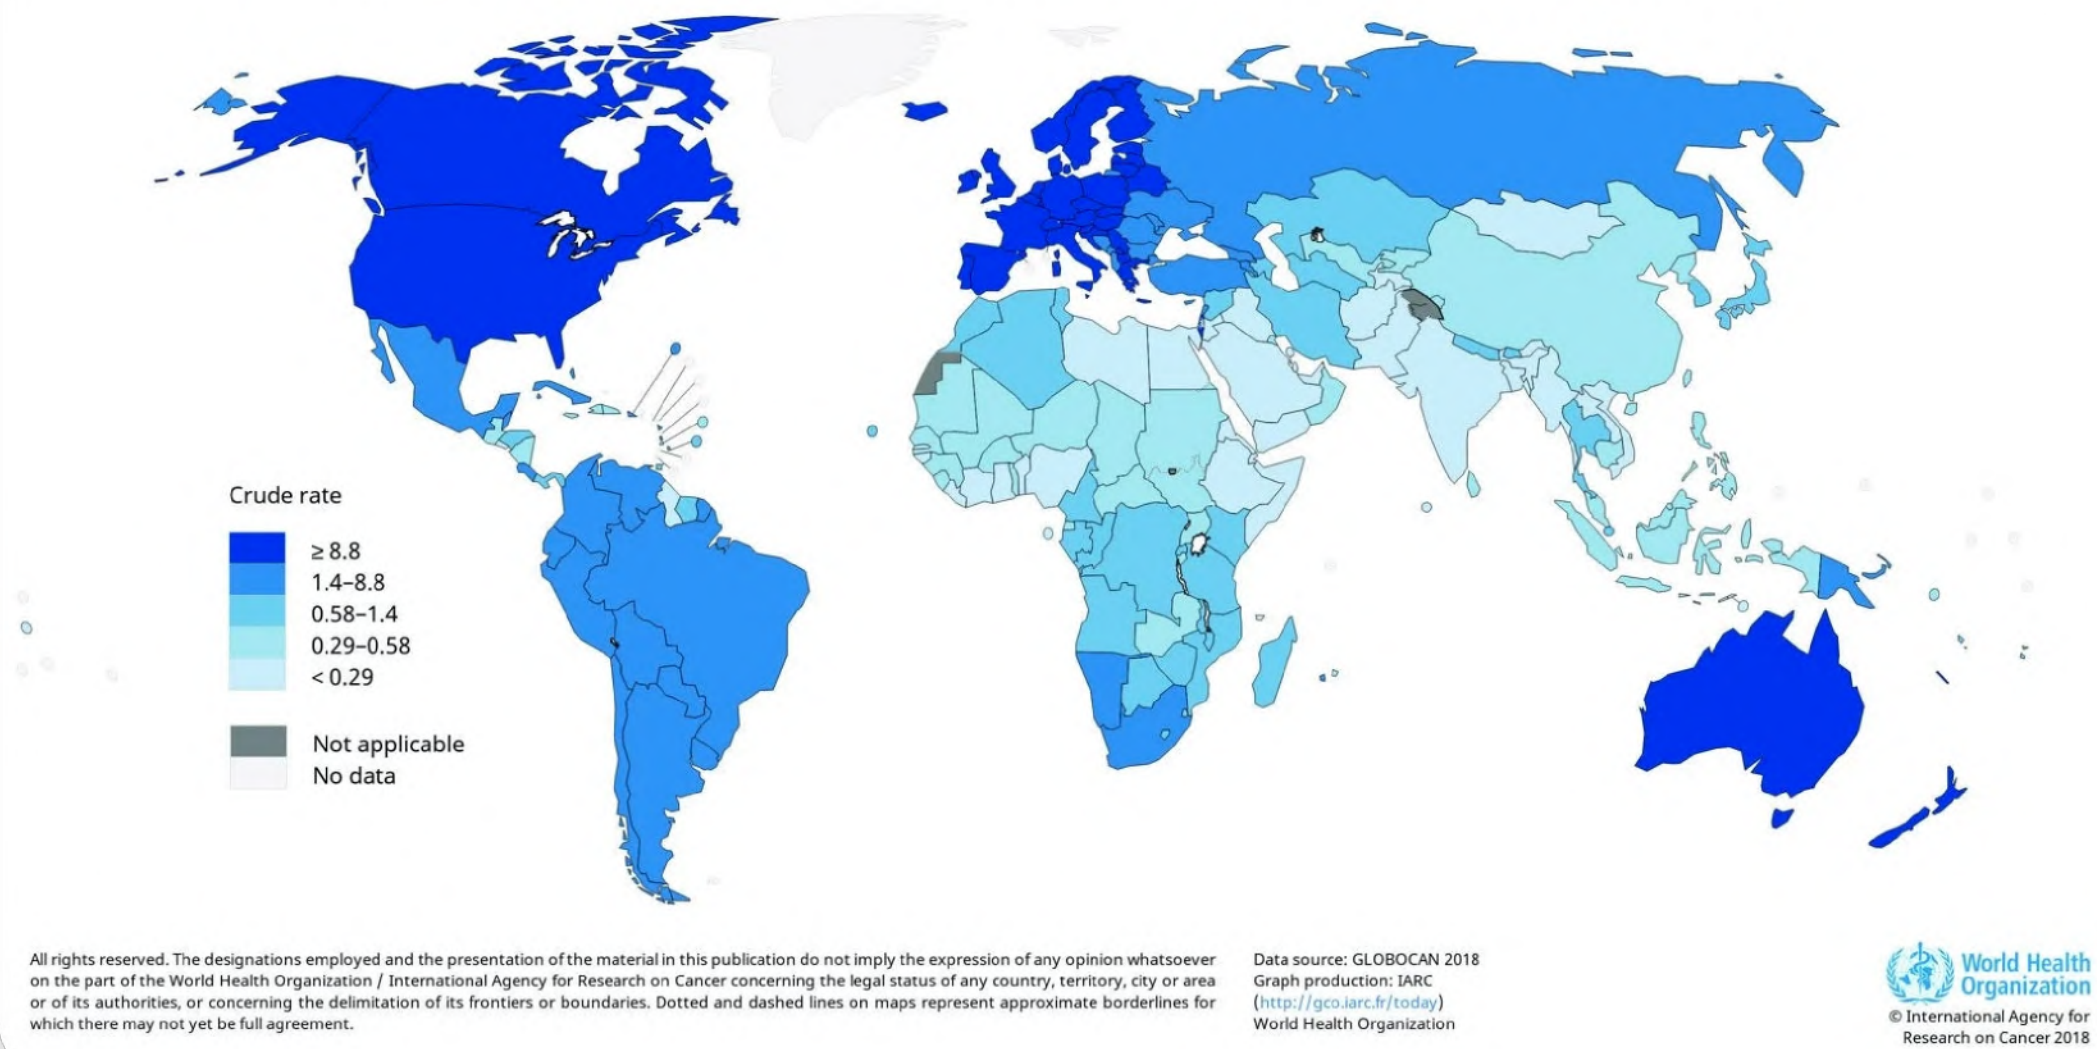 Crude rate
≥ 8.8
1.4–8.8
0.58–1.4
0.29–0.58
< 0.29
Not applicable
No data
All rights reserved. The designations employed and the presentation of the material in this publication do not imply the expression of any opinion whatsoever
on the part of the World Health Organization / International Agency for Research on Cancer concerning the legal status of any country, territory, city or area
or of its authorities, or concerning the delimitation of its frontiers or boundaries. Dotted and dashed lines on maps represent approximate borderlines for
which there may not yet be full agreement.
Data source: GLOBOCAN 2018
Graph production: IARC
(http://gco.iarc.fr/today)
World Health Organization
World Health
Organization
© International Agency for
Research on Cancer 2018